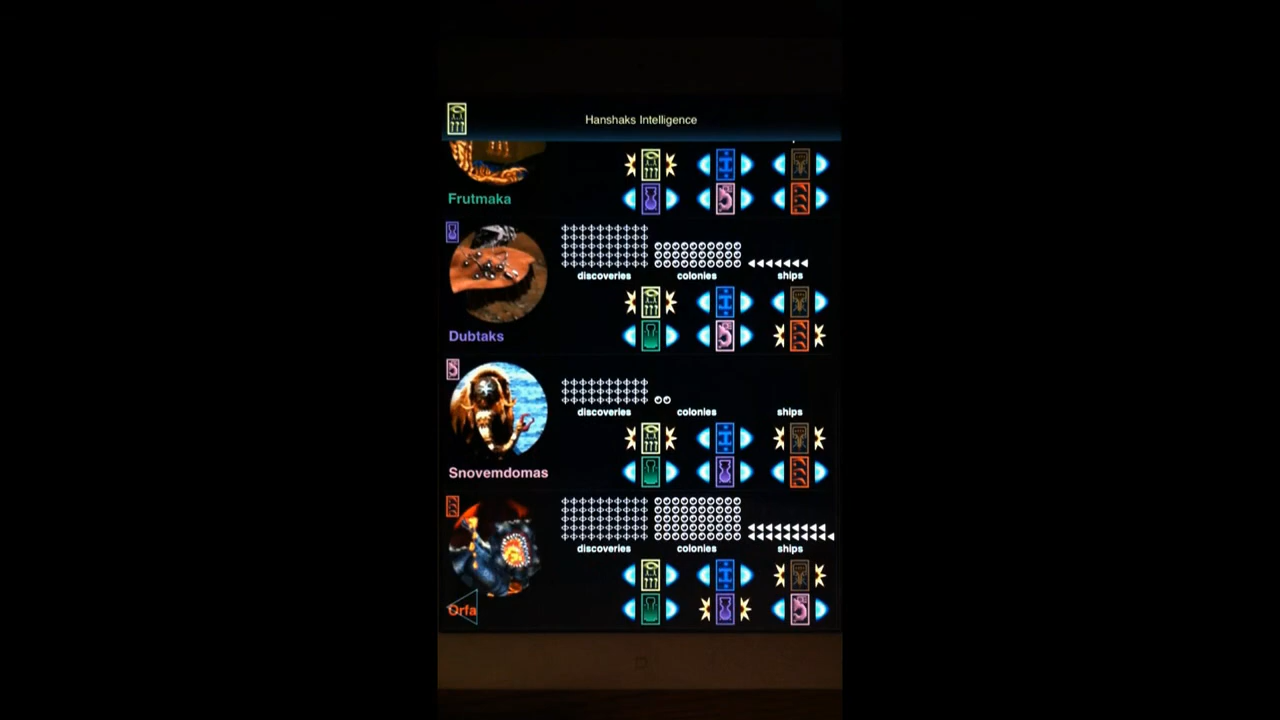 Hanshaks Intelligence
Frutmaka
discoveries colonies ships
Dubtaks
discoveries colonies ships
Snovemdomas
discoveries colonies ships
Orfa